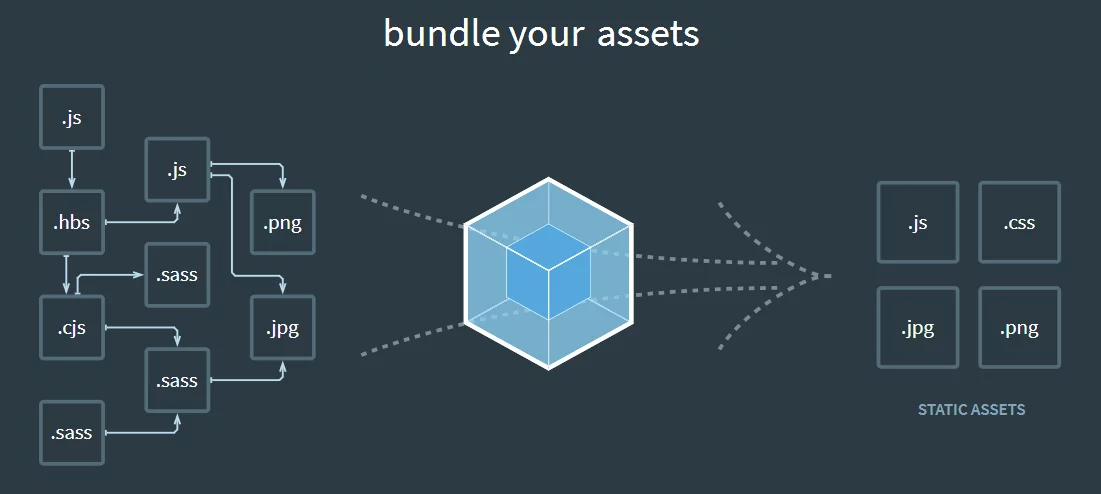 bundle your assets
.js
.js
.hbs
.png
.sass
.cjs
.jpg
.sass
.sass
.js
.css
.jpg
.png
STATIC ASSETS